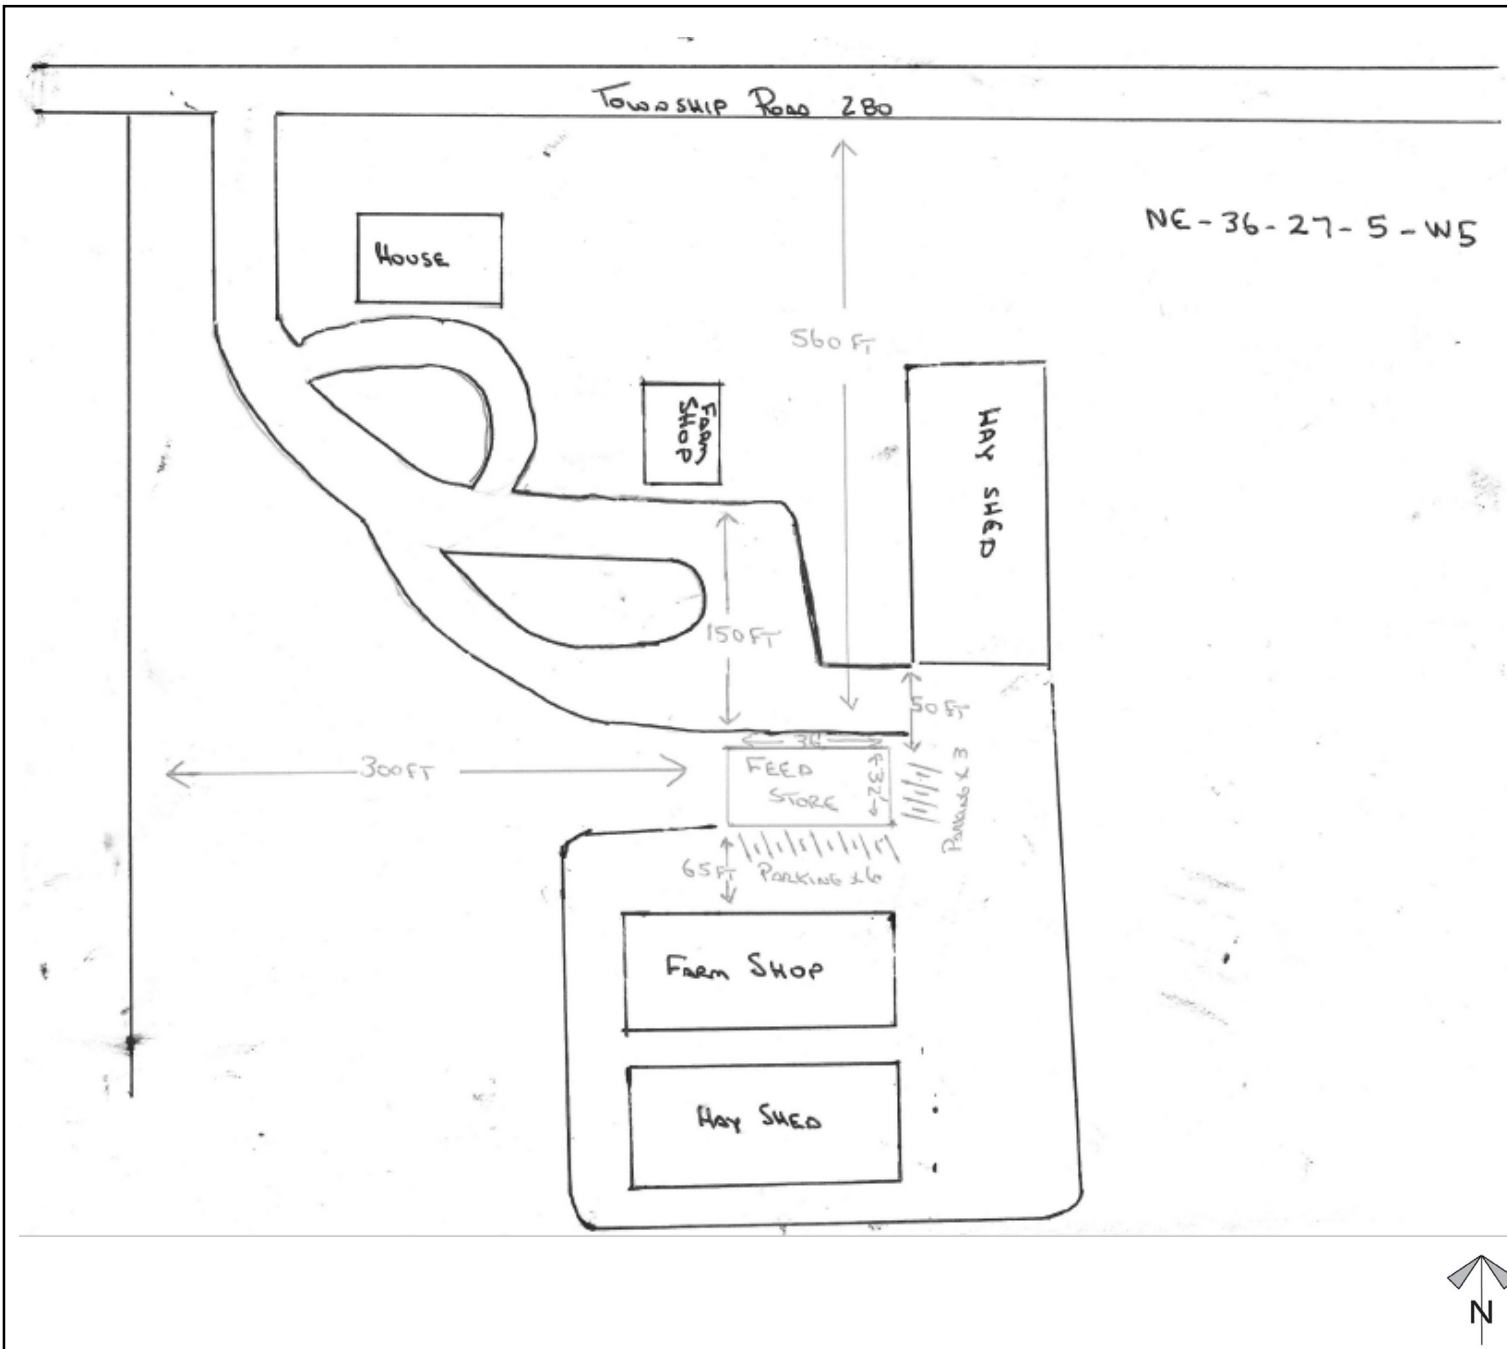 TOWNSHIP ROAD 280
NE-36-27-5-W5
HOUSE
560 FT
FARM
SHOP
HAY SHED
150 FT
50 FT
36
300 FT
FEED
STORE
32'
PARKING x 3
65 FT
PARKING x6
FARM SHOP
HAY SHED
N